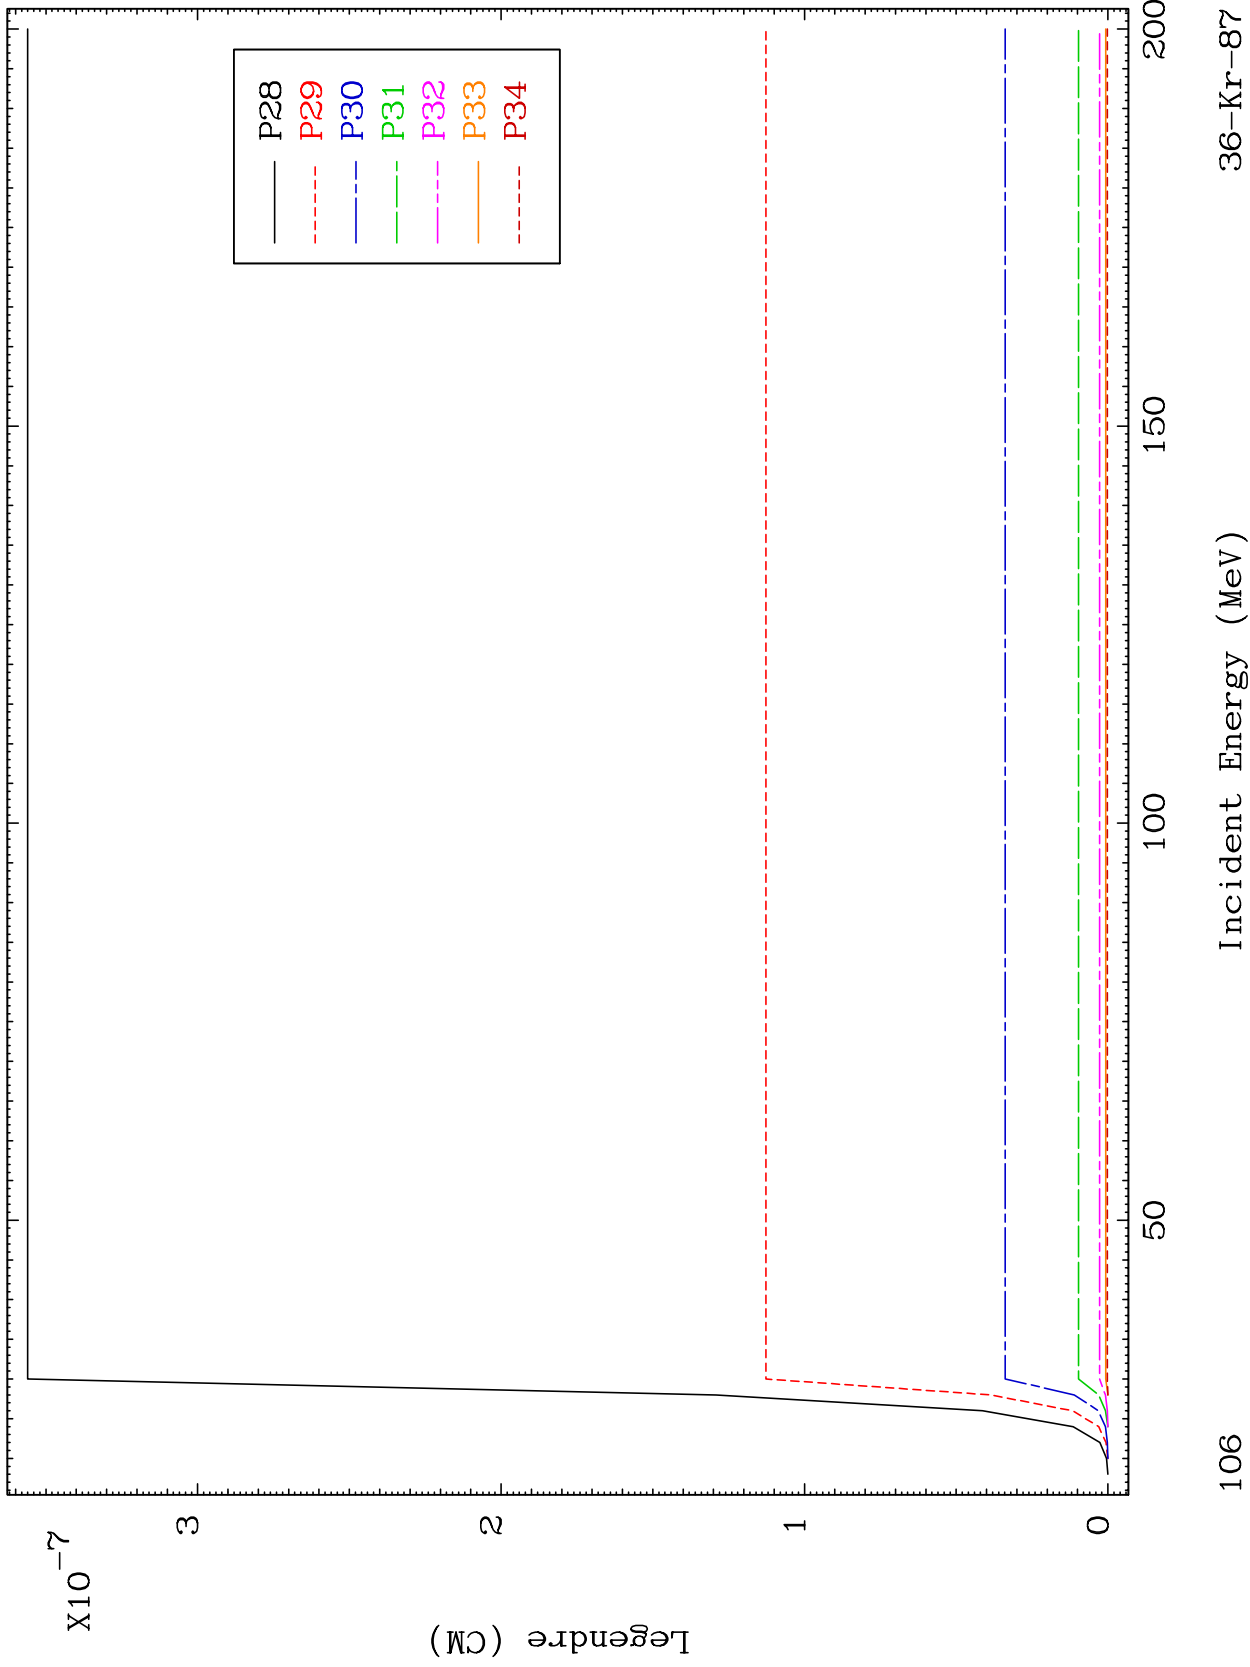 X10-7
3
2
1
0
Legendre (CM)
P28
P29
P30
P31
P32
P33
P34
50
100
150
200
Incident Energy (MeV)
106
36-Kr-87